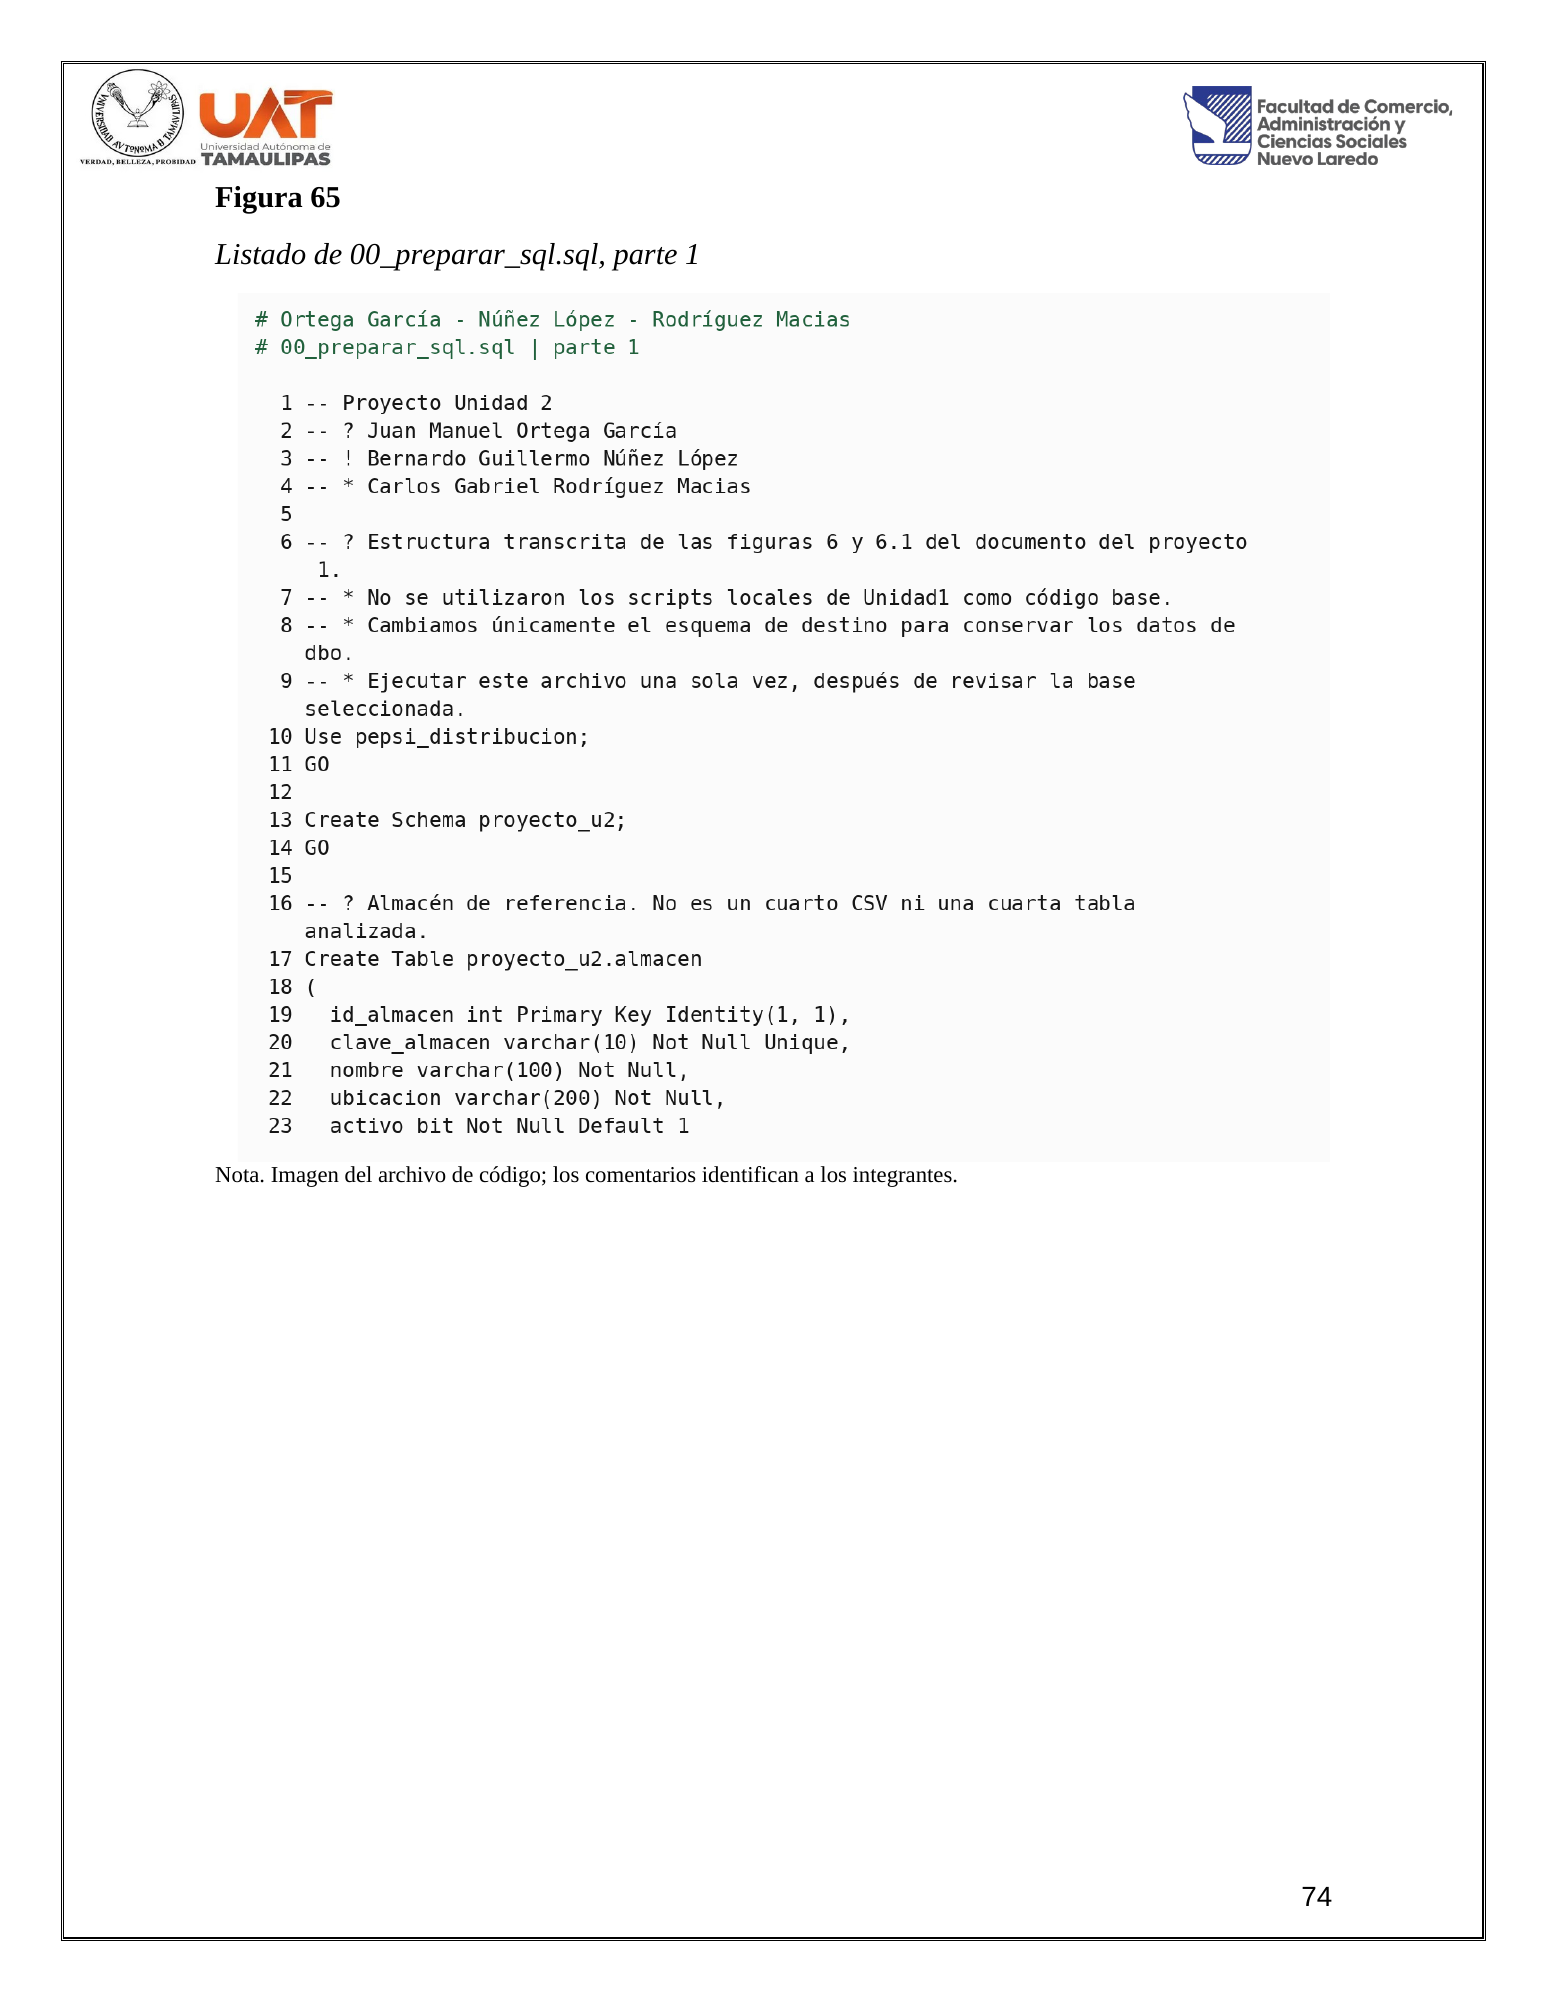 VNIVERSIDAD AVTONOMA D TAMAVLIPAS
VERDAD, BELLEZA, PROBIDAD
UAT
Universidad Autónoma de
TAMAULIPAS
Facultad de Comercio,
Administración y
Ciencias Sociales
Nuevo Laredo
Figura 65
Listado de 00_preparar_sql.sql, parte 1
# Ortega García - Núñez López - Rodríguez Macias
# 00_preparar_sql.sql | parte 1
1 -- Proyecto Unidad 2
2 -- ? Juan Manuel Ortega García
3 -- ! Bernardo Guillermo Núñez López
4 -- * Carlos Gabriel Rodríguez Macias
5
6 -- ? Estructura transcrita de las figuras 6 y 6.1 del documento del proyecto
1.
7 -- * No se utilizaron los scripts locales de Unidad1 como código base.
8 -- * Cambiamos únicamente el esquema de destino para conservar los datos de
dbo.
9 -- * Ejecutar este archivo una sola vez, después de revisar la base
seleccionada.
10 Use pepsi_distribucion;
11 GO
12
13 Create Schema proyecto_u2;
14 GO
15
16 -- ? Almacén de referencia. No es un cuarto CSV ni una cuarta tabla
analizada.
17 Create Table proyecto_u2.almacen
18 (
19   id_almacen int Primary Key Identity(1, 1),
20   clave_almacen varchar(10) Not Null Unique,
21   nombre varchar(100) Not Null,
22   ubicacion varchar(200) Not Null,
23   activo bit Not Null Default 1
Nota. Imagen del archivo de código; los comentarios identifican a los integrantes.
74